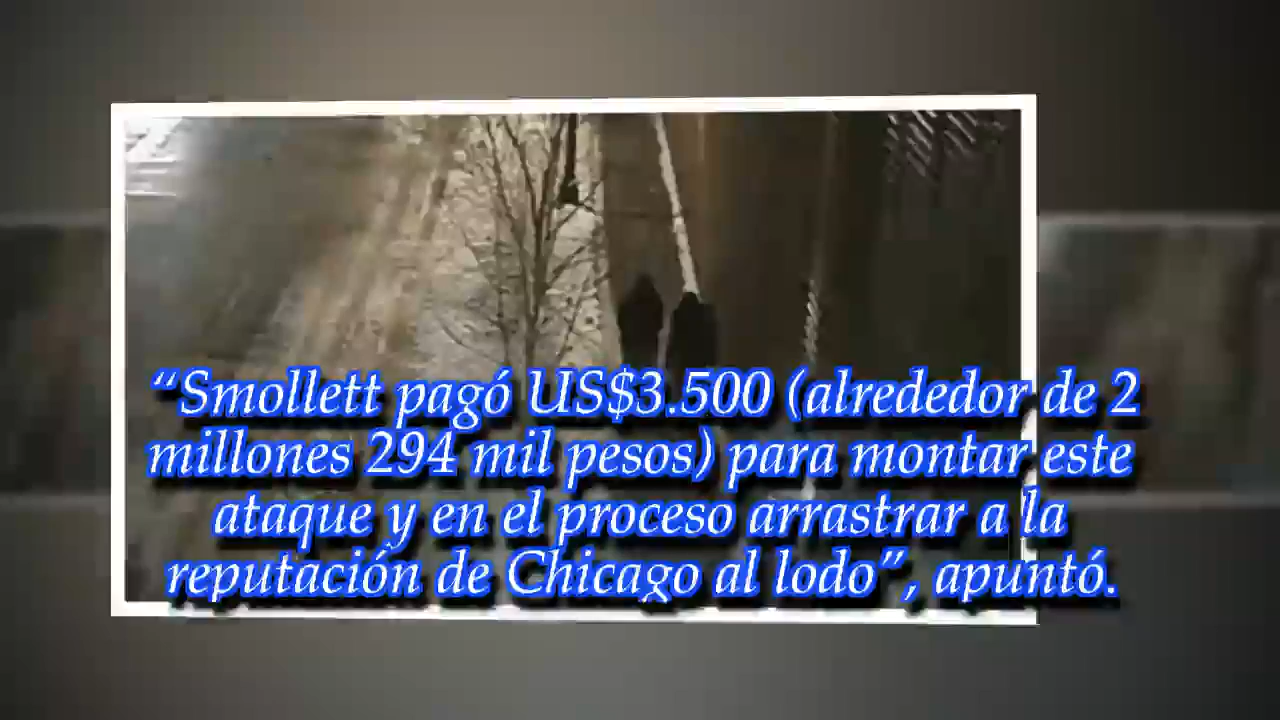 “Smollett pagó US$3.500 (alrededor de 2
millones 294 mil pesos) para montar este
ataque y en el proceso arrastrar a la
reputación de Chicago al lodo”, apuntó.